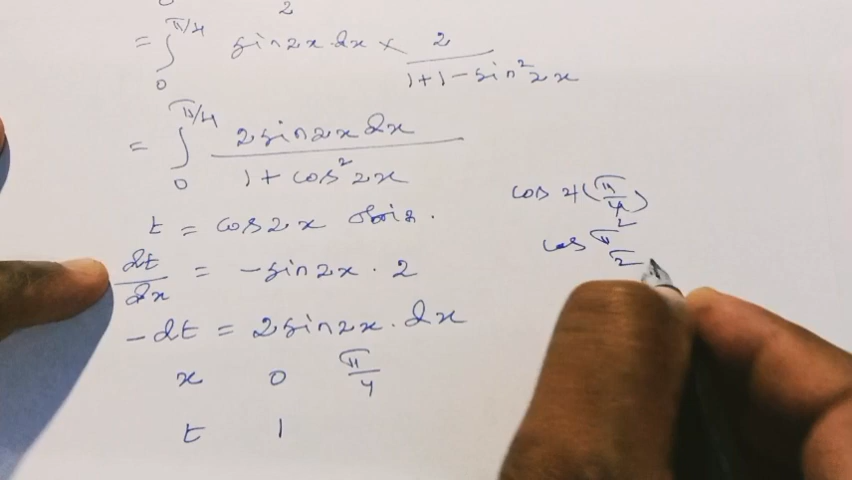 2
= ∫₀^π/4 sin2x dx × 2/(1+1-sin²2x)
= ∫₀^π/4 2sin2x dx/(1+cos²2x)
t = cos2x
dt/dx = -sin2x · 2
-dt = 2sin2x · dx
x 0 π/4
t 1
cos 2(π/4)
2
cos π/2